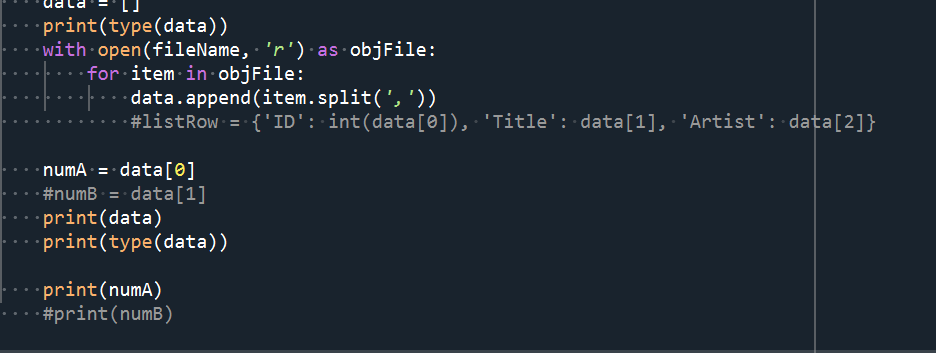 data = []
print(type(data))
with open(fileName, 'r') as objFile:
for item in objFile:
data.append(item.split(','))
#listRow = {'ID': int(data[0]), 'Title': data[1], 'Artist': data[2]}
numA = data[0]
#numB = data[1]
print(data)
print(type(data))
print(numA)
#print(numB)